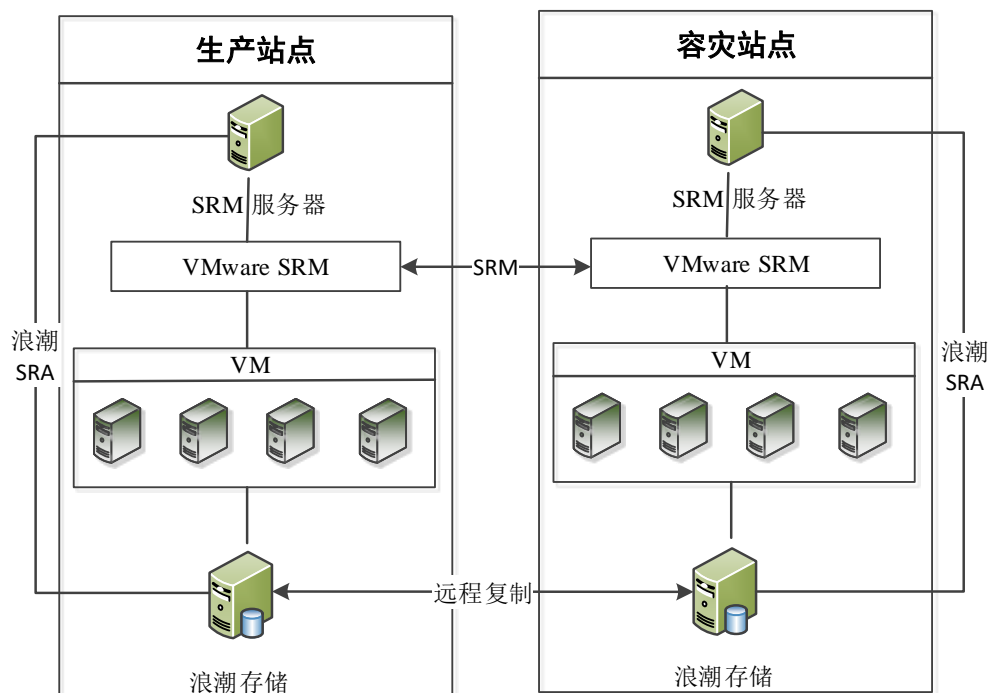 生产站点
容灾站点
SRM 服务器
SRM 服务器
VMware SRM
SRM
VMware SRM
浪潮
SRA
VM
VM
浪潮
SRA
远程复制
浪潮存储
浪潮存储